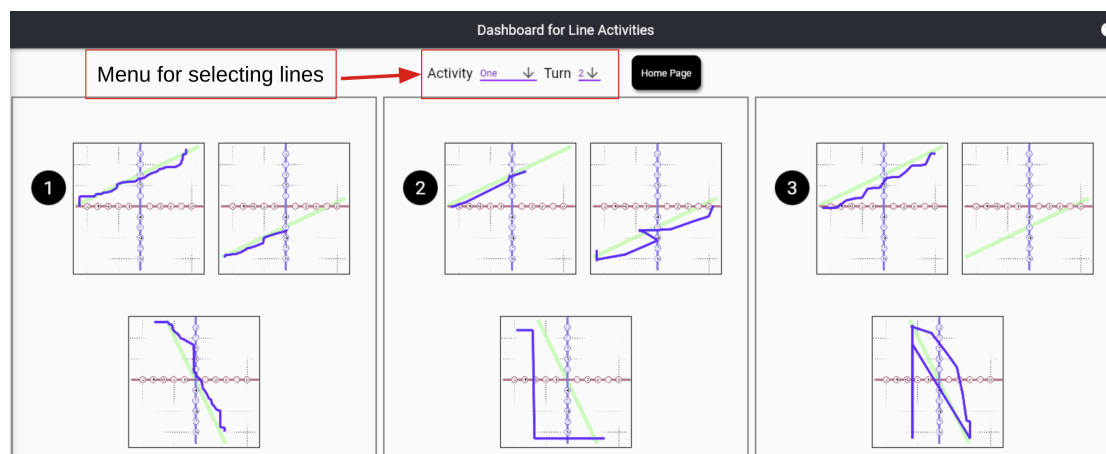 Dashboard for Line Activities
Menu for selecting lines
Activity One Turn 2 Home Page
1 2 3